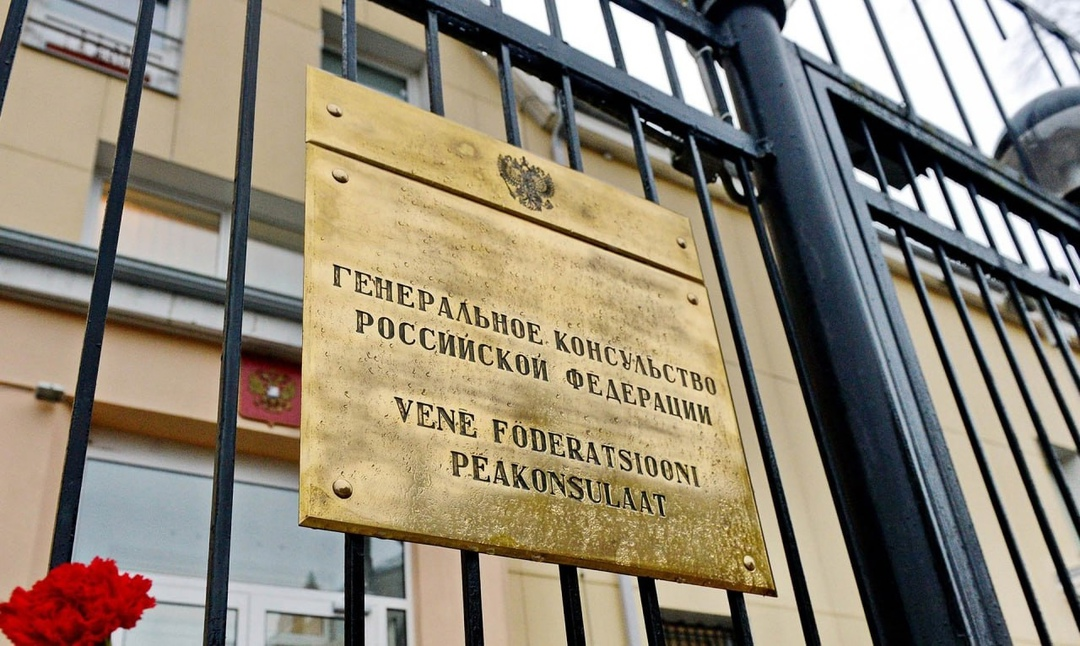 ГЕНЕРАЛЬНОЕ КОНСУЛЬСТВО
РОССИЙСКОЙ ФЕДЕРАЦИИ
VENE FÖDERATSIOONI
PEAKONSULAAT